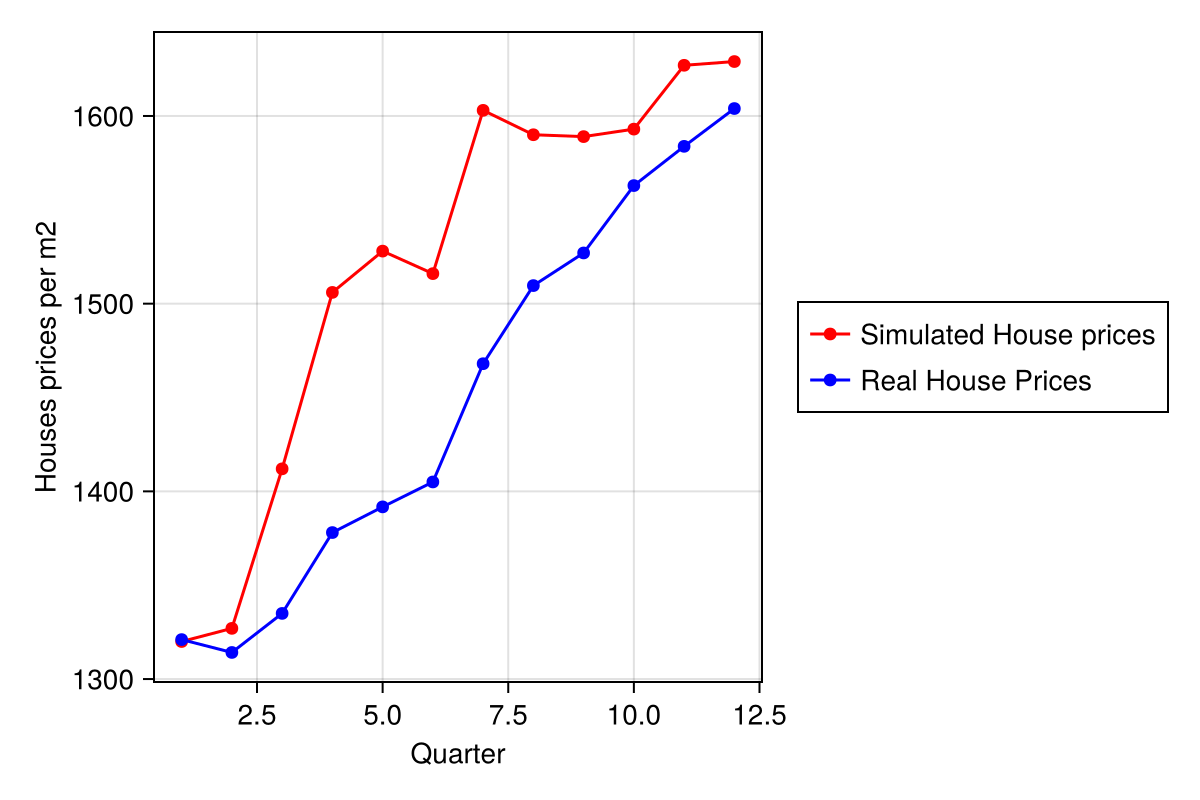 1600
1500
1400
1300
Houses prices per m2
2.5 5.0 7.5 10.0 12.5
Quarter
Simulated House prices
Real House Prices